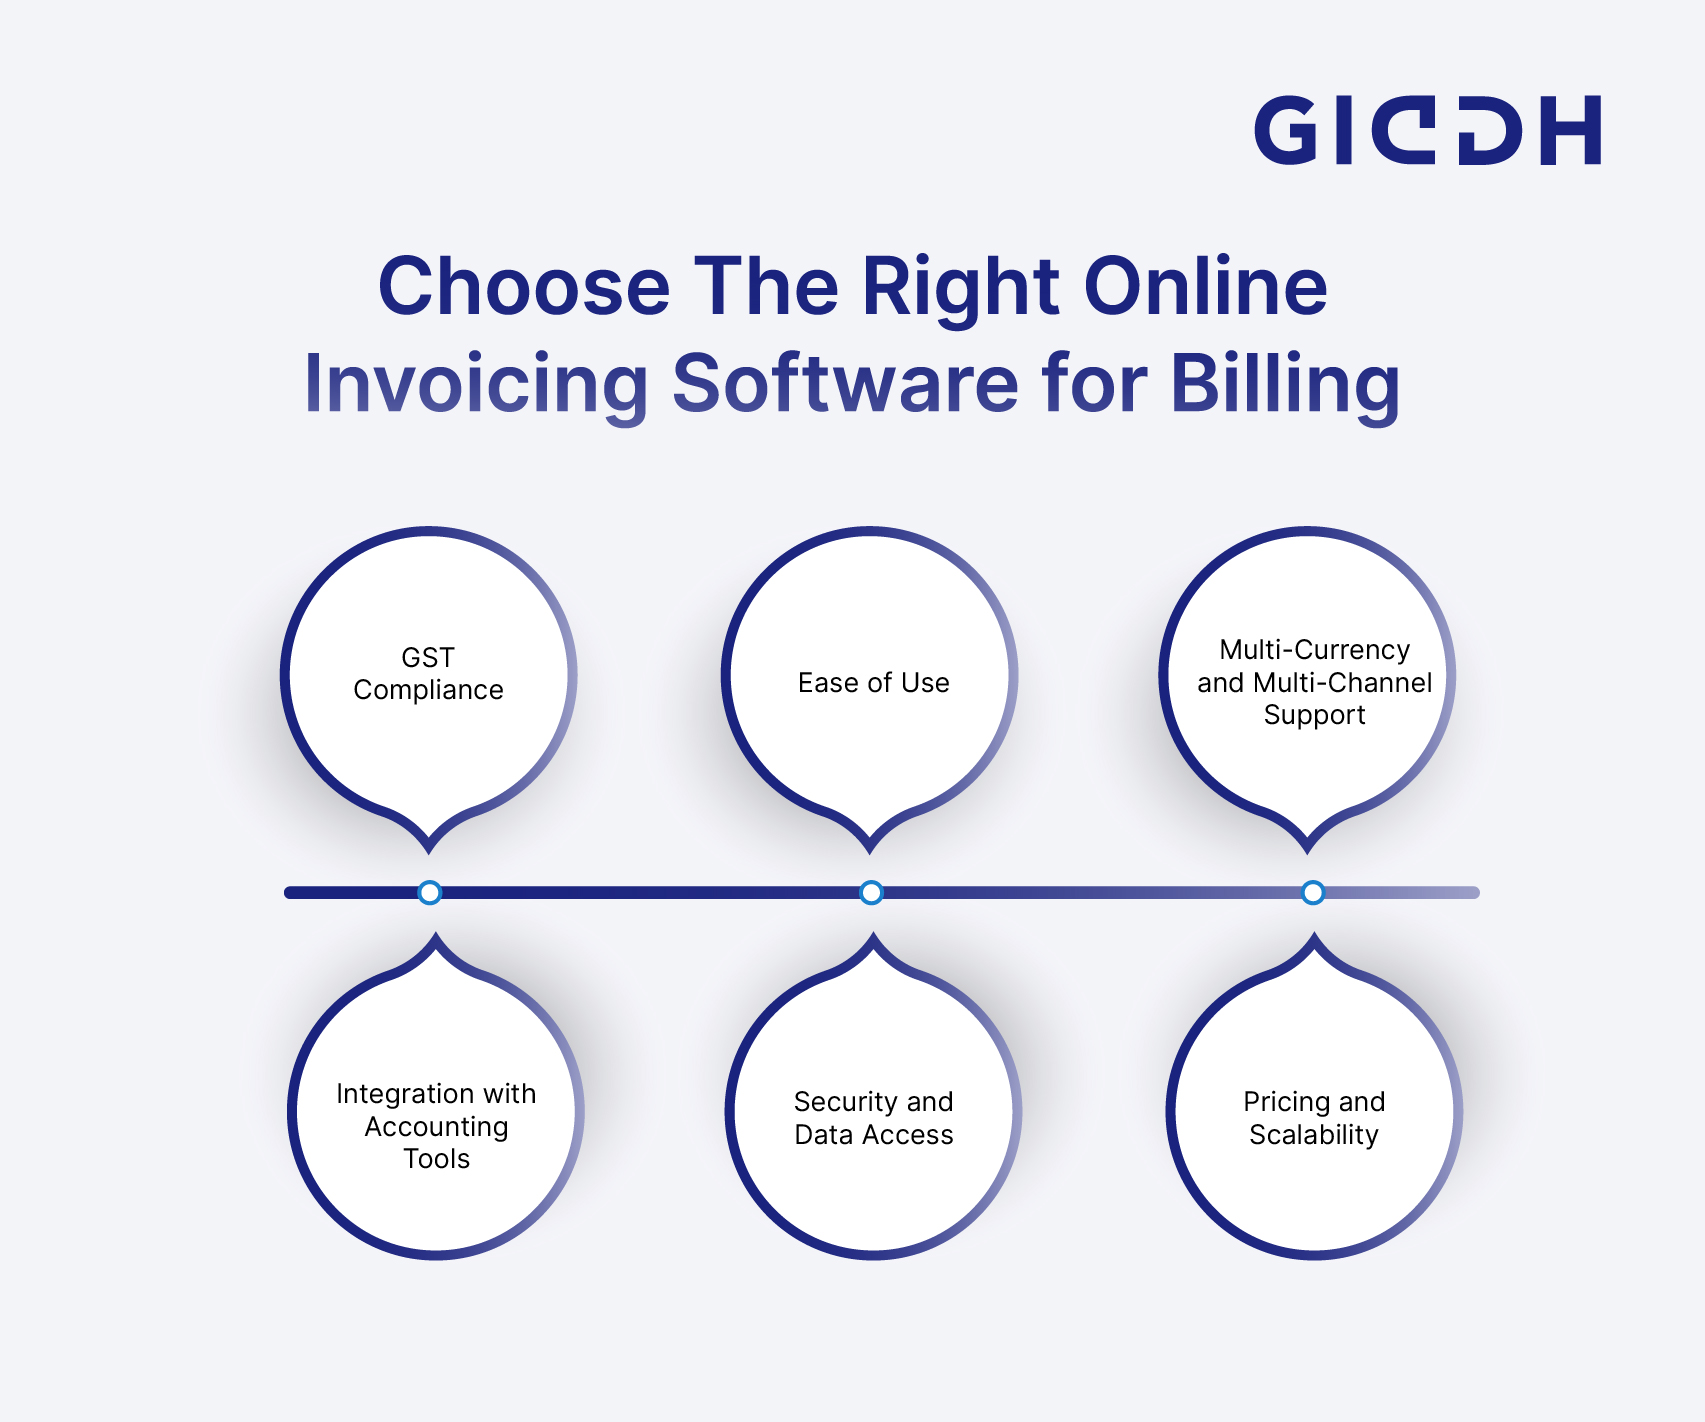 GIDDH
Choose The Right Online
Invoicing Software for Billing
GST
Compliance
Ease of Use
Multi-Currency
and Multi-Channel
Support
Integration with
Accounting
Tools
Security and
Data Access
Pricing and
Scalability